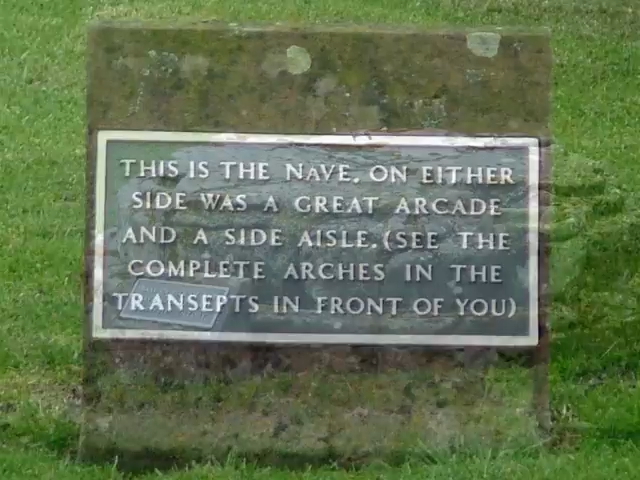 THIS IS THE NAVE. ON EITHER
SIDE WAS A GREAT ARCADE
AND A SIDE AISLE.(SEE THE
COMPLETE ARCHES IN THE
TRANSEPTS IN FRONT OF YOU)